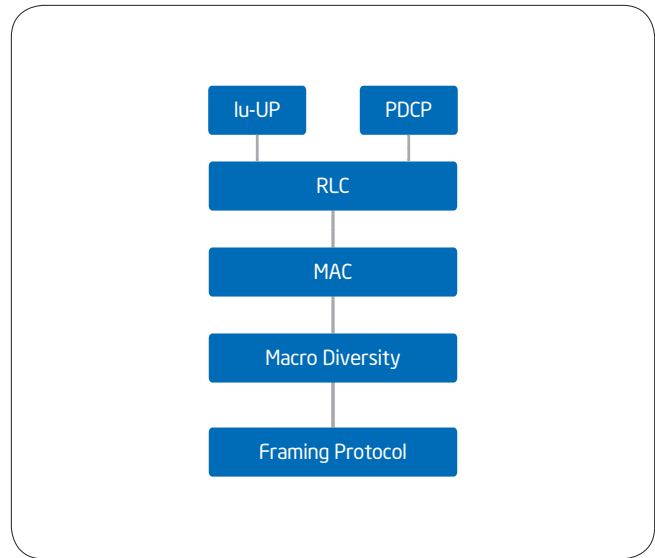 Iu-UP
PDCP
RLC
MAC
Macro Diversity
Framing Protocol